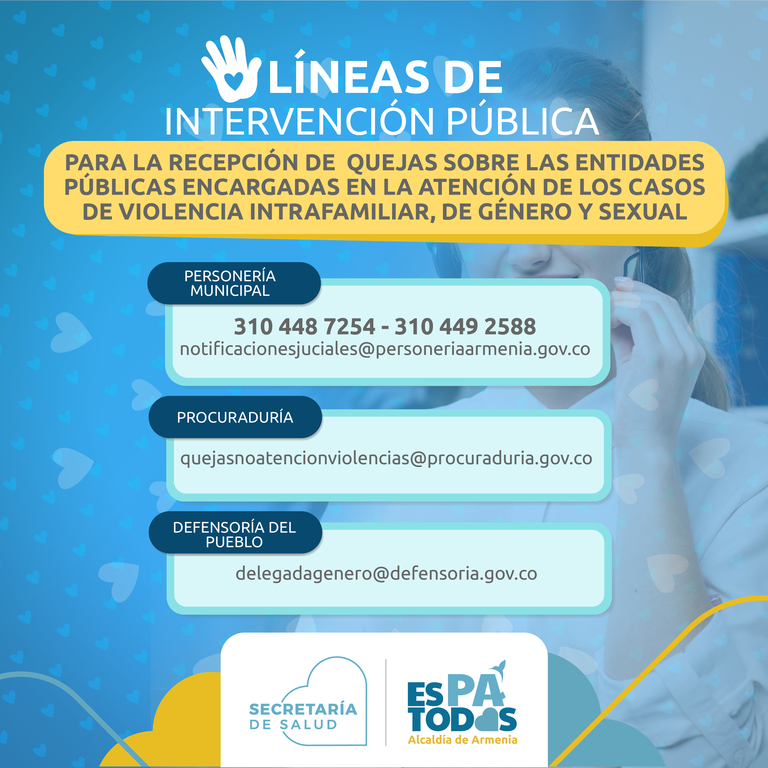 LÍNEAS DE
INTERVENCIÓN PÚBLICA
PARA LA RECEPCIÓN DE QUEJAS SOBRE LAS ENTIDADES
PÚBLICAS ENCARGADAS EN LA ATENCIÓN DE LOS CASOS
DE VIOLENCIA INTRAFAMILIAR, DE GÉNERO Y SEXUAL
PERSONERÍA
MUNICIPAL
310 448 7254 - 310 449 2588
notificacionesjuciales@personeriaarmenia.gov.co
PROCURADURÍA
quejasnoatencionviolencias@procuraduria.gov.co
DEFENSORÍA DEL
PUEBLO
delegadagenero@defensoria.gov.co
SECRETARÍA
DE SALUD
ES PA
TODOS
Alcaldía de Armenia